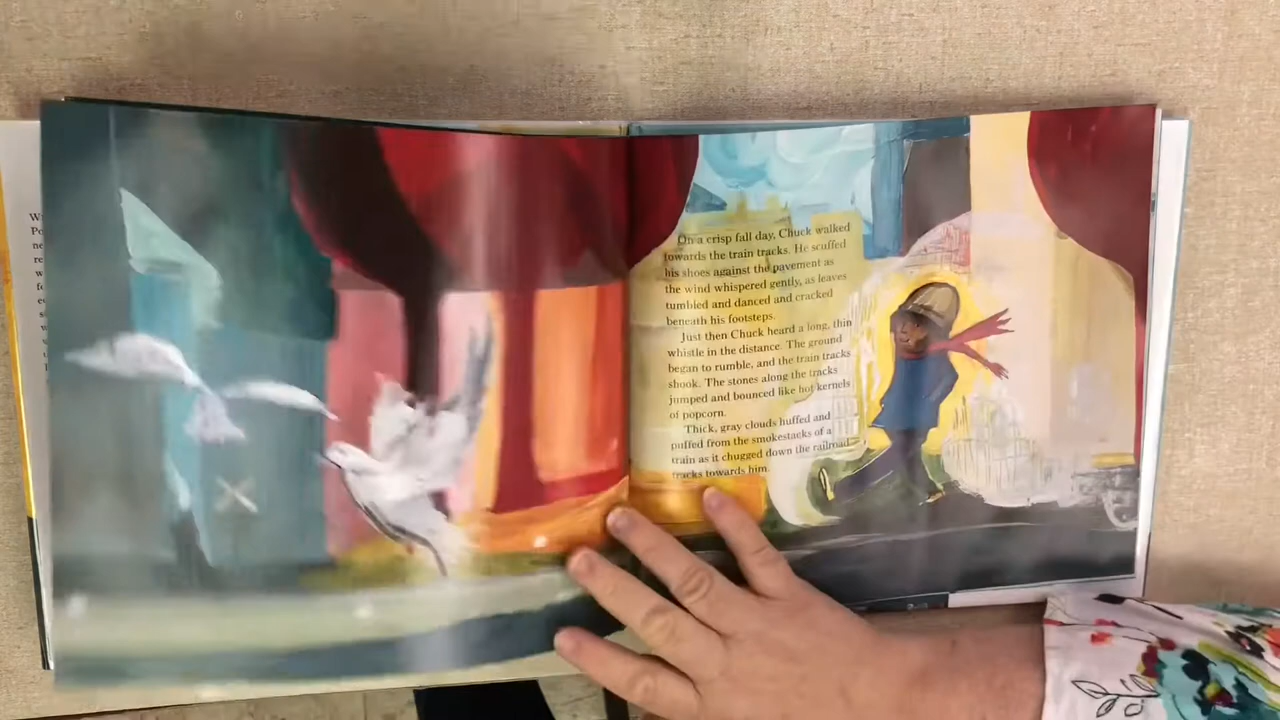 On a crisp fall day, Chuck walked
towards the train tracks. He scuffed
his shoes against the pavement as
the wind whispered gently, as leaves
tumbled and danced and cracked
beneath his footsteps.
Just then Chuck heard a long, thin
whistle in the distance. The ground
began to rumble, and the train tracks
shook. The stones along the tracks
jumped and bounced like hot kernels
of popcorn.
Thick, gray clouds huffed and
puffed from the smokestacks of a
train as it chugged down the railroad
tracks towards him.